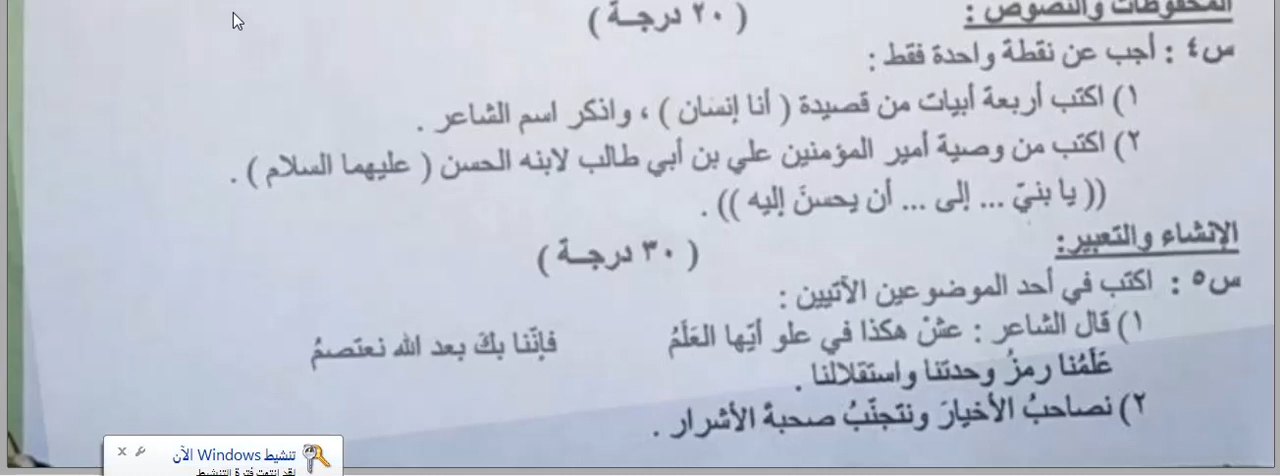 المحفوظات والنصوص : ( ٢٠ درجـة )
س٤ : أجب عن نقطة واحدة فقط :
١) اكتب أربعة أبيات من قصيدة ( أنا إنسان ) ، واذكر اسم الشاعر .
٢) اكتب من وصية أمير المؤمنين علي بن أبي طالب لابنه الحسن ( عليهما السلام ) .
(( يا بنيّ ... إلى ... أن يحسنَ إليه )) .
الإنشاء والتعبير: ( ٣٠ درجـة )
س٥ : اكتب في أحد الموضوعين الآتيين :
١) قال الشاعر : عشْ هكذا في علو أيّها العَلَمُ فإنّنا بكَ بعد الله نعتصمُ
عَلَمُنا رمزُ وحدتنا واستقلالنا .
٢) نصاحبُ الأخيارَ ونتجنّبُ صحبةَ الأشرار .
تنشيط Windows الآن
لقد انتهت فترة التنشيط